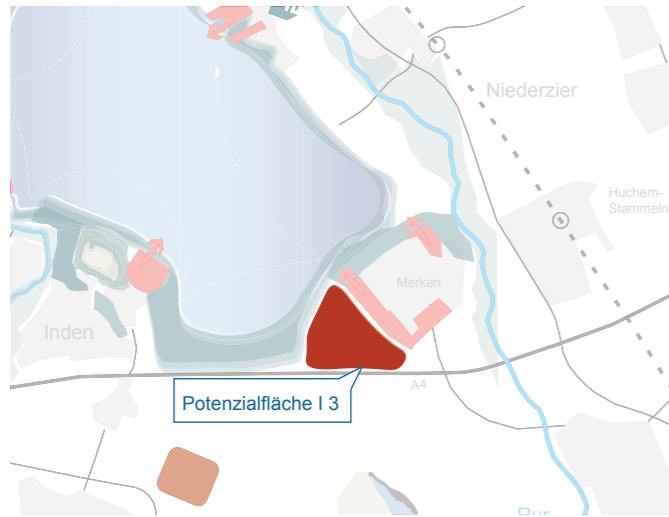 Niederzier
Huchem-
Stammeln
Merken
Inden
A4
Potenzialfläche I 3
Rur